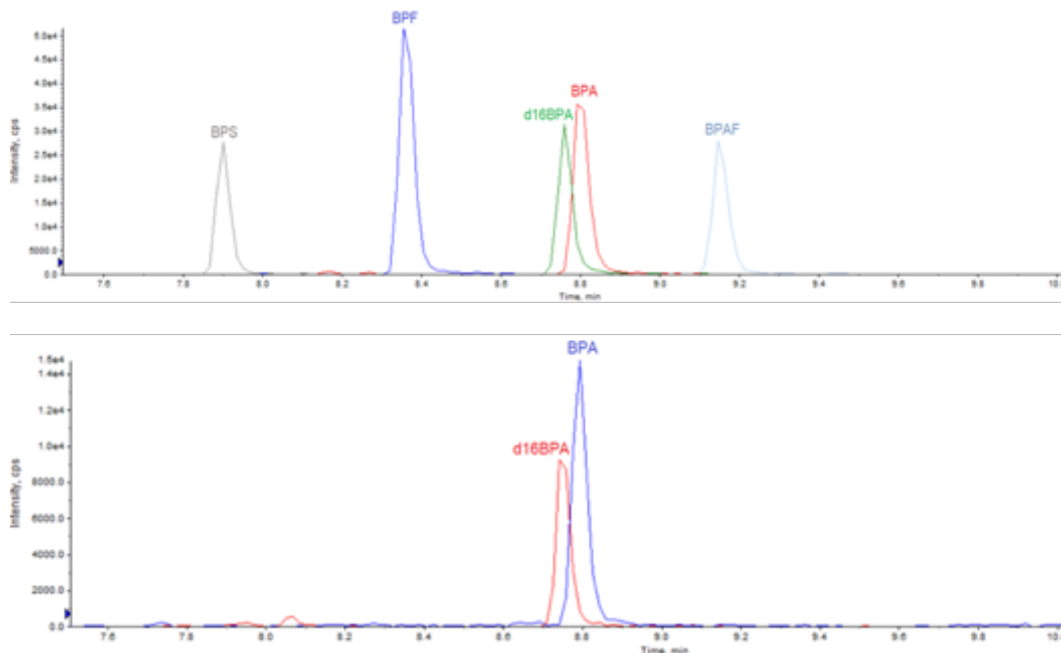 BPF
5.0e4
4.5e4
BPA
4.0e4
d16BPA
3.5e4
BPS
BPAF
3.0e4
2.5e4
2.0e4
1.5e4
1.0e4
5000.0
0.0
Intensity, cps
7.6 7.8 8.0 8.2 8.4 8.6 8.8 9.0 9.2 9.4 9.6 9.8 10.0
Time, min
BPA
1.5e4
1.4e4
1.2e4
d16BPA
1.0e4
8000.0
6000.0
4000.0
2000.0
0.0
Intensity, cps
7.6 7.8 8.0 8.2 8.4 8.6 8.8 9.0 9.2 9.4 9.6 9.8 10.0
Time, min